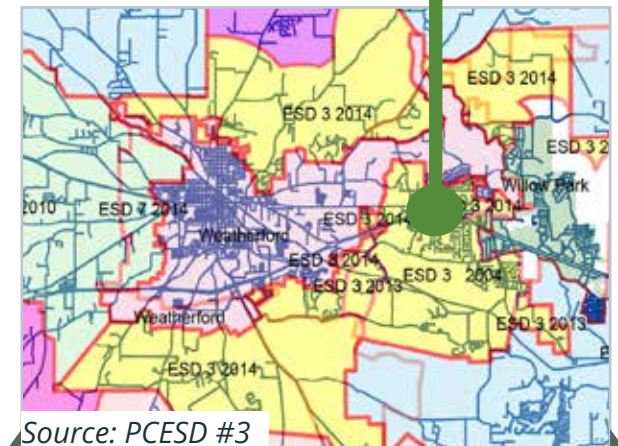 ESD 3 2014
ESD 3 2014
ESD 3 2
Willow Park
2010
ESD 7 2014
ESD 3 2014
3 2014
Weatherford
ESD 3 2014
ESD 3 2004
ESD 3 2013
Weatherford
ESD 3 2013
ESD 3 2014
Source: PCESD #3